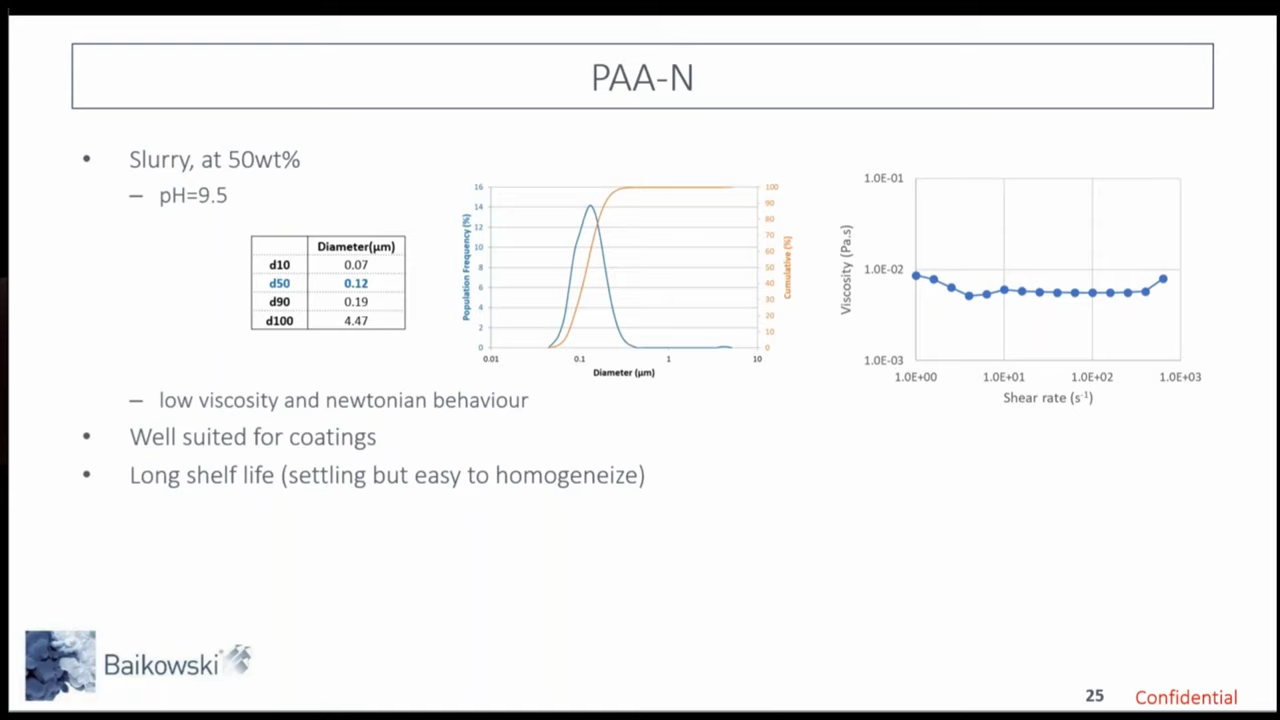 PAA-N
• Slurry, at 50wt%
– pH=9.5
Diameter(µm)
d10 0.07
d50 0.12
d90 0.19
d100 4.47
Population Frequency (%)
16
14
12
10
8
6
4
2
0
100
90
80
70
60
50
40
30
20
10
0
Cumulative (%)
0.01 0.1 1 10
Diameter (µm)
Viscosity (Pa.s)
1.0E-01
1.0E-02
1.0E-03
1.0E+00 1.0E+01 1.0E+02 1.0E+03
Shear rate (s⁻¹)
– low viscosity and newtonian behaviour
• Well suited for coatings
• Long shelf life (settling but easy to homogeneize)
Baikowski®
25 Confidential